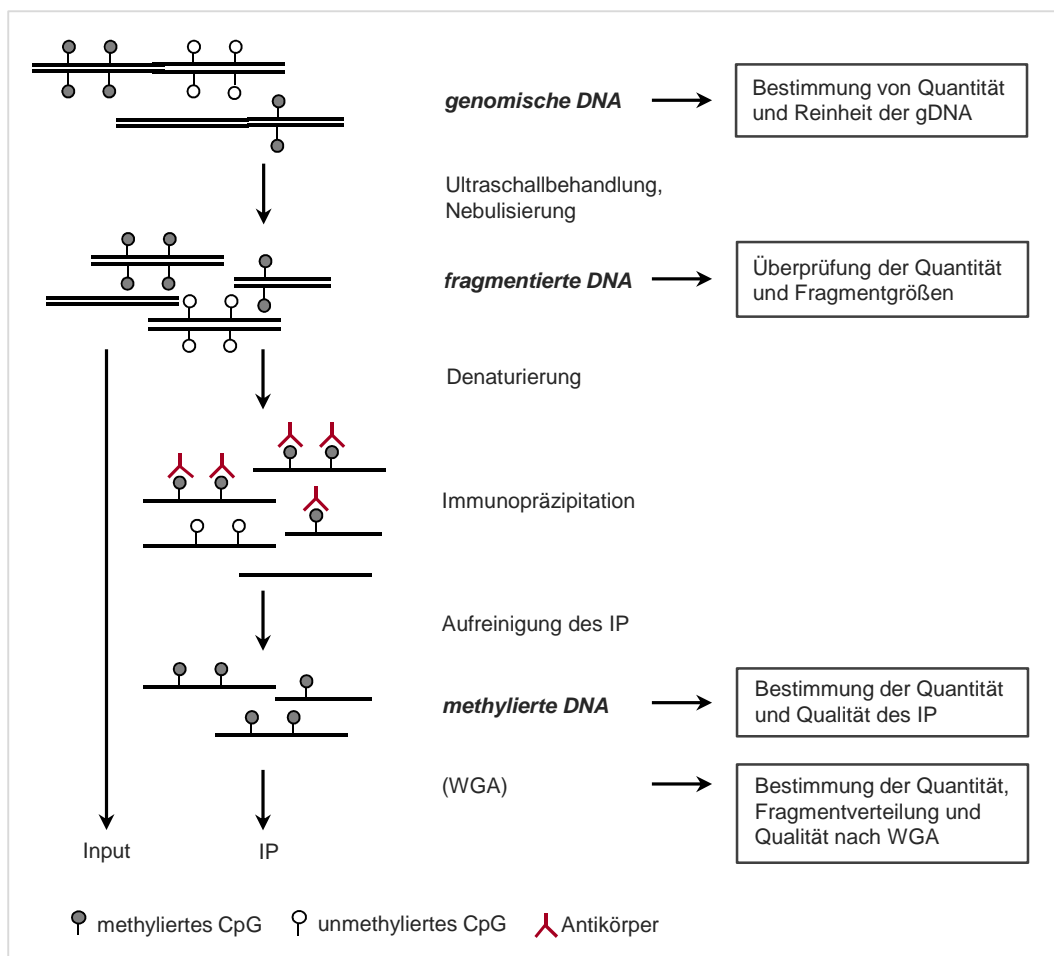 genomische DNA
Bestimmung von Quantität
und Reinheit der gDNA
Ultraschallbehandlung,
Nebulisierung
fragmentierte DNA
Überprüfung der Quantität
und Fragmentgrößen
Denaturierung
Immunopräzipitation
Aufreinigung des IP
methylierte DNA
Bestimmung der Quantität
und Qualität des IP
(WGA)
Bestimmung der Quantität,
Fragmentverteilung und
Qualität nach WGA
Input
IP
methyliertes CpG
unmethyliertes CpG
Antikörper